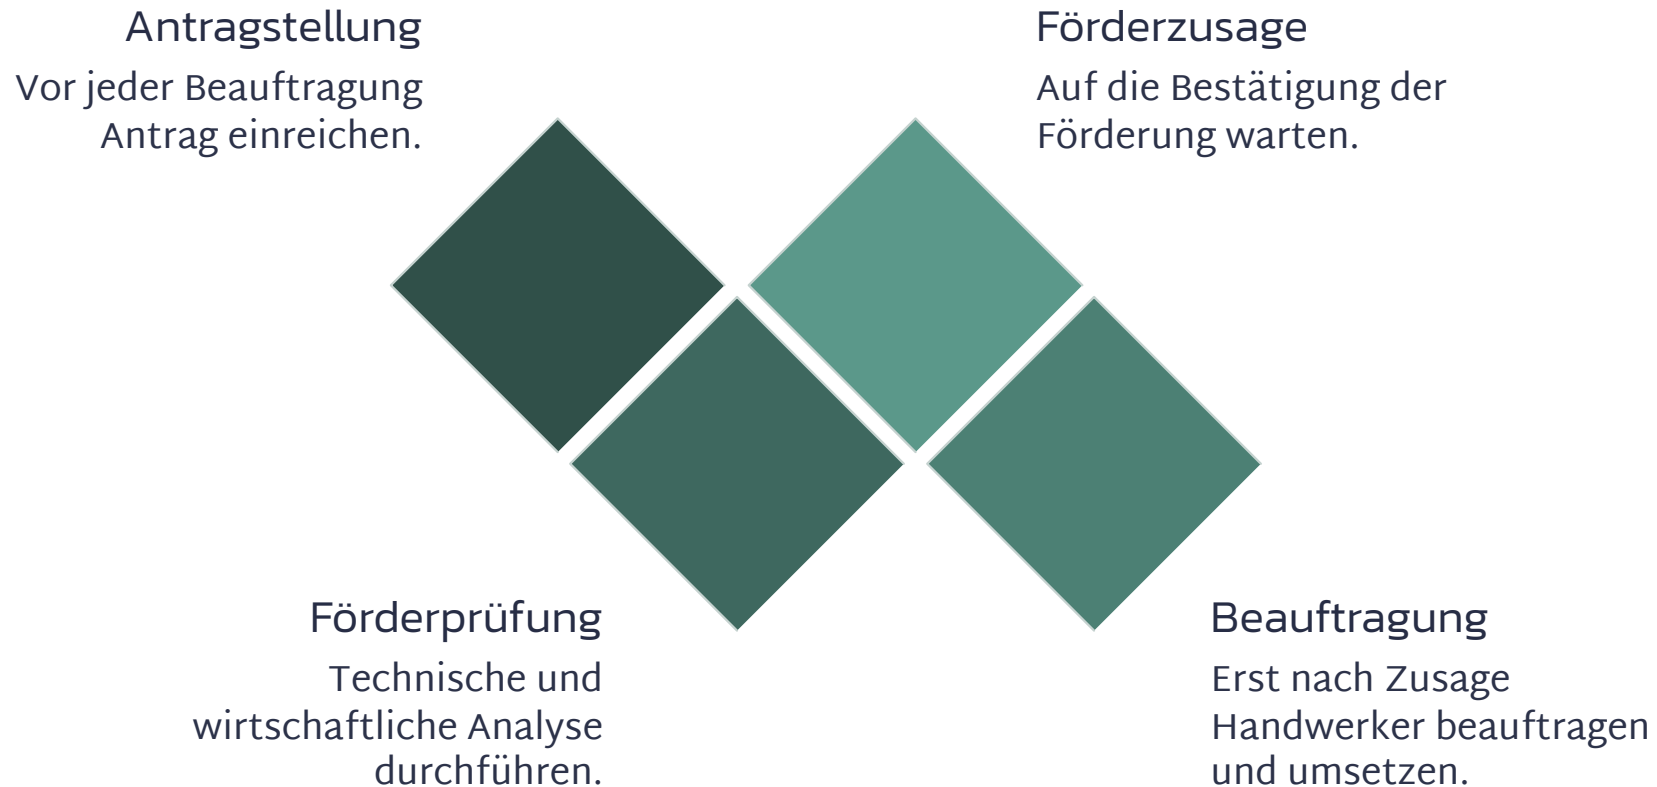 Antragstellung
Vor jeder Beauftragung
Antrag einreichen.
Förderzusage
Auf die Bestätigung der
Förderung warten.
Förderprüfung
Technische und
wirtschaftliche Analyse
durchführen.
Beauftragung
Erst nach Zusage
Handwerker beauftragen
und umsetzen.